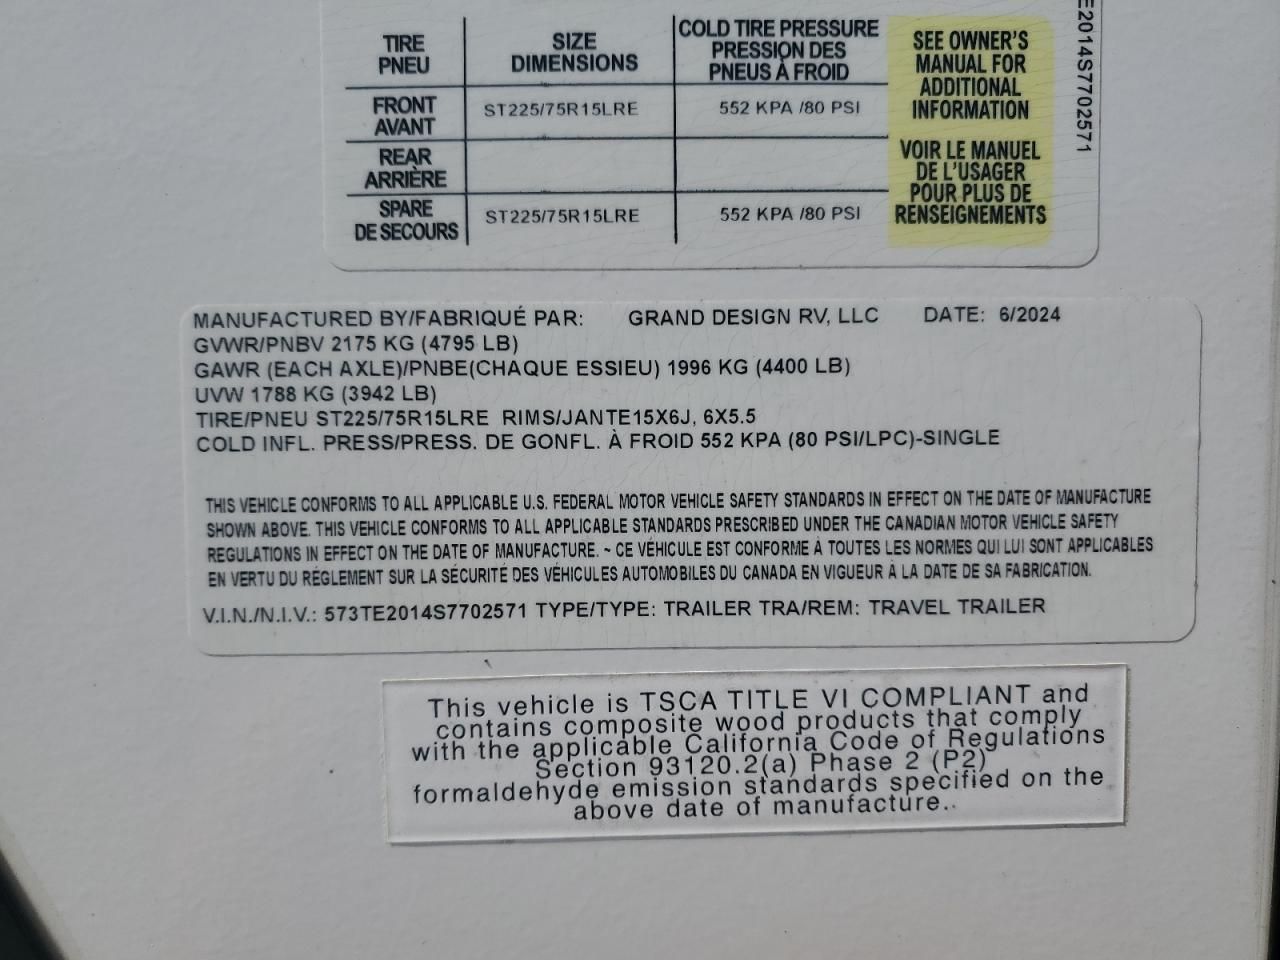 TIRE
PNEU
SIZE
DIMENSIONS
COLD TIRE PRESSURE
PRESSION DES
PNEUS À FROID
FRONT
AVANT
ST225/75R15LRE
552 KPA /80 PSI
REAR
ARRIÈRE
SPARE
DE SECOURS
ST225/75R15LRE
552 KPA /80 PSI
SEE OWNER'S
MANUAL FOR
ADDITIONAL
INFORMATION
VOIR LE MANUEL
DE L'USAGER
POUR PLUS DE
RENSEIGNEMENTS
E2014S7702571
MANUFACTURED BY/FABRIQUÉ PAR: GRAND DESIGN RV, LLC DATE: 6/2024
GVWR/PNBV 2175 KG (4795 LB)
GAWR (EACH AXLE)/PNBE(CHAQUE ESSIEU) 1996 KG (4400 LB)
UVW 1788 KG (3942 LB)
TIRE/PNEU ST225/75R15LRE RIMS/JANTE15X6J, 6X5.5
COLD INFL. PRESS/PRESS. DE GONFL. À FROID 552 KPA (80 PSI/LPC)-SINGLE
THIS VEHICLE CONFORMS TO ALL APPLICABLE U.S. FEDERAL MOTOR VEHICLE SAFETY STANDARDS IN EFFECT ON THE DATE OF MANUFACTURE
SHOWN ABOVE. THIS VEHICLE CONFORMS TO ALL APPLICABLE STANDARDS PRESCRIBED UNDER THE CANADIAN MOTOR VEHICLE SAFETY
REGULATIONS IN EFFECT ON THE DATE OF MANUFACTURE. ~ CE VÉHICULE EST CONFORME À TOUTES LES NORMES QUI LUI SONT APPLICABLES
EN VERTU DU RÉGLEMENT SUR LA SÉCURITÉ DES VÉHICULES AUTOMOBILES DU CANADA EN VIGUEUR À LA DATE DE SA FABRICATION.
V.I.N./N.I.V.: 573TE2014S7702571 TYPE/TYPE: TRAILER TRA/REM: TRAVEL TRAILER
This vehicle is TSCA TITLE VI COMPLIANT and
contains composite wood products that comply
with the applicable California Code of Regulations
Section 93120.2(a) Phase 2 (P2)
formaldehyde emission standards specified on the
above date of manufacture..